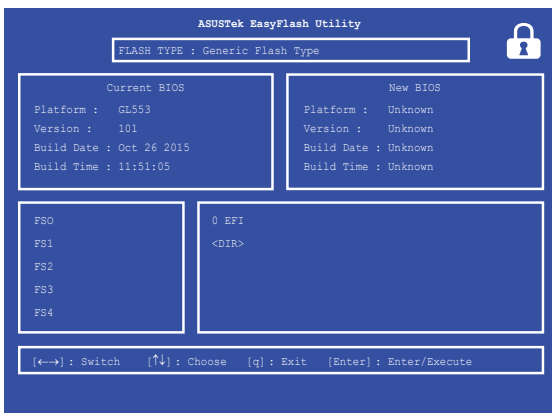 ASUSTek EasyFlash Utility
FLASH TYPE : Generic Flash Type
Current BIOS
Platform : GL553
Version : 101
Build Date : Oct 26 2015
Build Time : 11:51:05
New BIOS
Platform : Unknown
Version : Unknown
Build Date : Unknown
Build Time : Unknown
FSO
FS1
FS2
FS3
FS4
0 EFI
<DIR>
[←→] : Switch [↑↓] : Choose [q] : Exit [Enter] : Enter/Execute